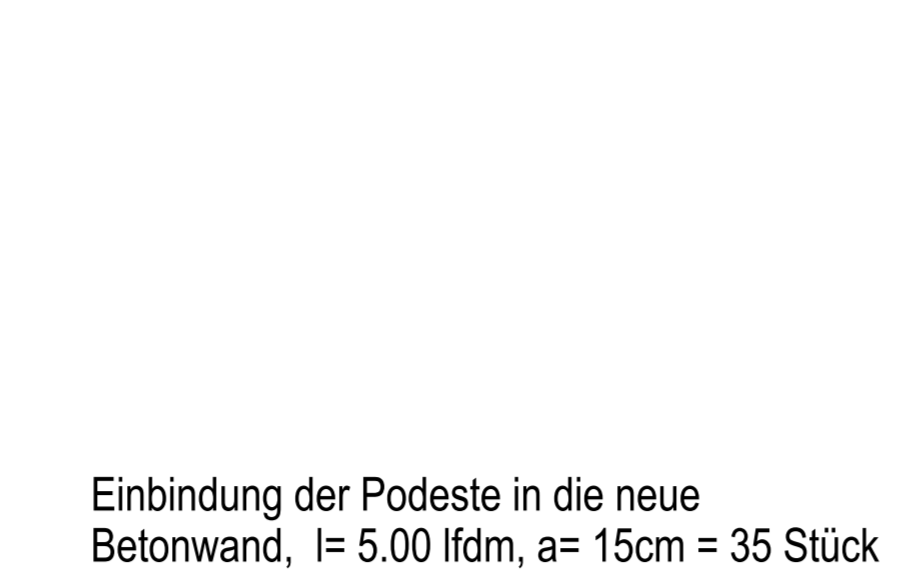 Einbindung der Podeste in die neue
Betonwand,  l= 5.00 lfdm, a= 15cm = 35 Stück